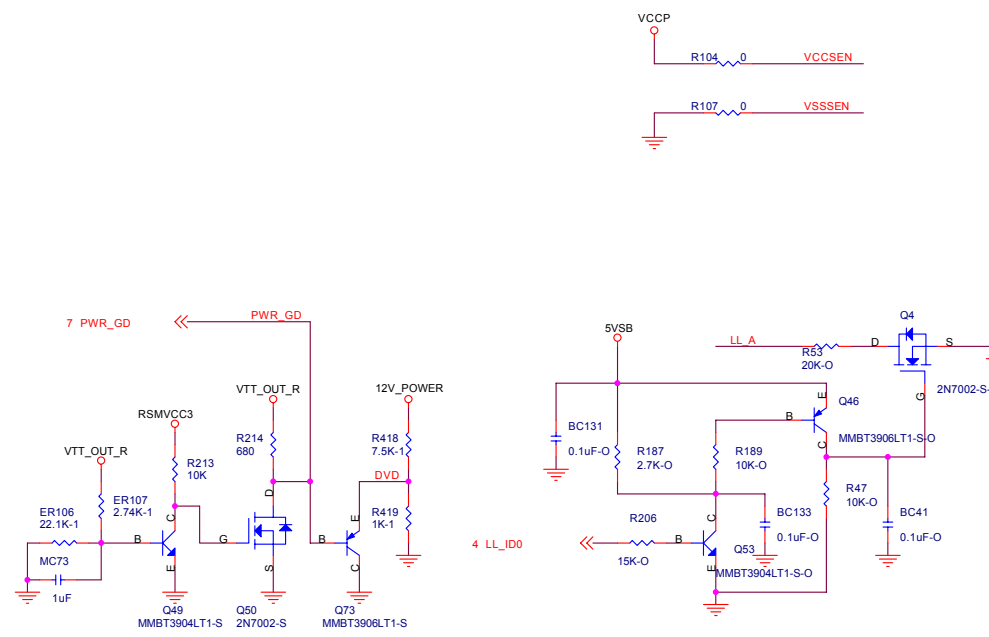 VCCP
R104 0 VCCSEN
R107 0 VSSSEN
7 PWR_GD
PWR_GD
VTT_OUT_R
RSMVCC3
VTT_OUT_R
12V_POWER
ER106
22.1K-1
ER107
2.74K-1
MC73
1uF
R213
10K
B
C
E
Q49
MMBT3904LT1-S
R214
680
D
G
S
Q50
2N7002-S
R418
7.5K-1
DVD
R419
1K-1
E
B
C
Q73
MMBT3906LT1-S
5VSB
LL_A
R53
20K-O
Q4
D
S
G
2N7002-S-
BC131
0.1uF-O
R187
2.7K-O
R189
10K-O
B
E
C
Q46
MMBT3906LT1-S-O
R47
10K-O
BC41
0.1uF-O
BC133
0.1uF-O
4 LL_ID0
R206
15K-O
B
C
E
Q53
MMBT3904LT1-S-O